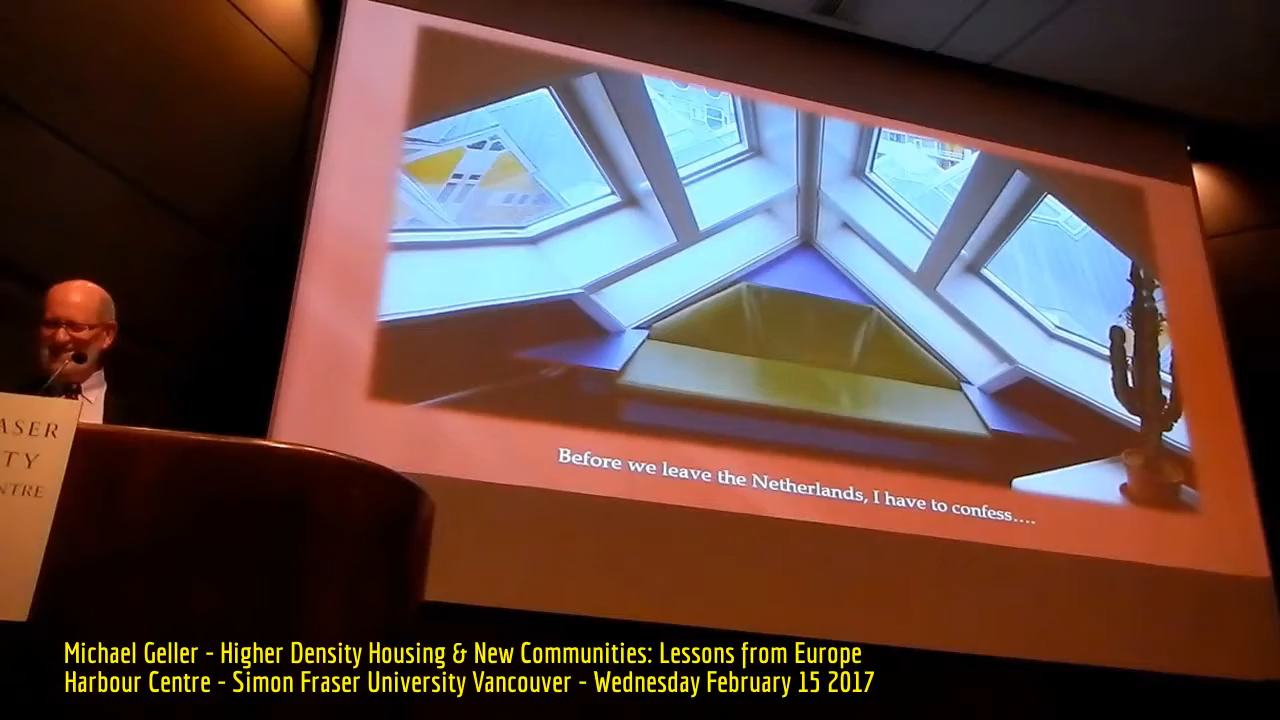 Before we leave the Netherlands, I have to confess....
ASER
TY
NTRE
Michael Geller - Higher Density Housing & New Communities: Lessons from Europe
Harbour Centre - Simon Fraser University Vancouver - Wednesday February 15 2017